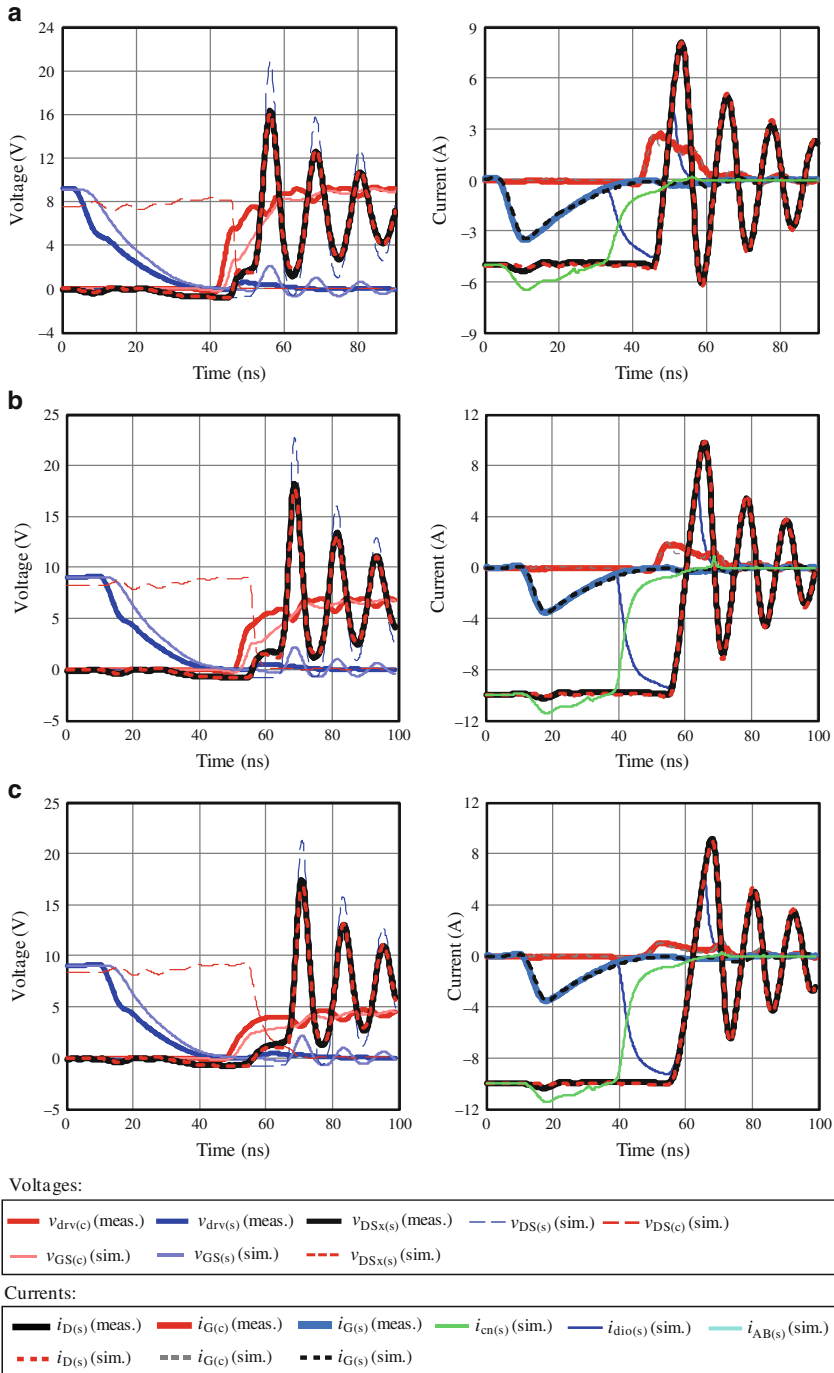 a
Voltage (V)
24
20
16
12
8
4
0
−4
0 20 40 60 80
Time (ns)
Current (A)
9
6
3
0
−3
−6
−9
0 20 40 60 80
Time (ns)
b
Voltage (V)
25
20
15
10
5
0
−5
0 20 40 60 80 100
Time (ns)
Current (A)
12
8
4
0
−4
−8
−12
0 20 40 60 80 100
Time (ns)
c
Voltage (V)
25
20
15
10
5
0
−5
0 20 40 60 80 100
Time (ns)
Current (A)
12
8
4
0
−4
−8
−12
0 20 40 60 80 100
Time (ns)
Voltages:
vdrv(c) (meas.) vdrv(s) (meas.) vDSx(s) (meas.) vDS(s) (sim.) vDS(c) (sim.)
vGS(c) (sim.) vGS(s) (sim.) vDSx(s) (sim.)
Currents:
iD(s) (meas.) iG(c) (meas.) iG(s) (meas.) icn(s) (sim.) idio(s) (sim.) iAB(s) (sim.)
iD(s) (sim.) iG(c) (sim.) iG(s) (sim.)